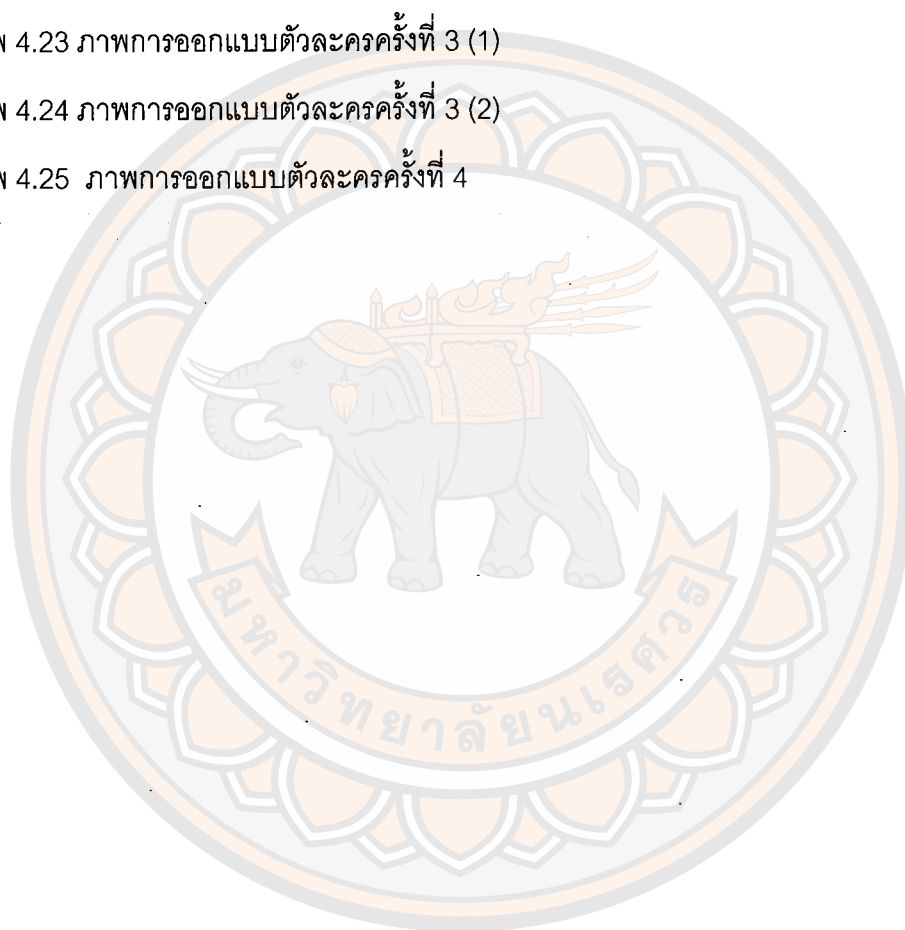 พ 4.23 ภาพการออกแบบตัวละครครั้งที่ 3 (1)
พ 4.24 ภาพการออกแบบตัวละครครั้งที่ 3 (2)
พ 4.25 ภาพการออกแบบตัวละครครั้งที่ 4
มหาวิทยาลัยนเรศวร